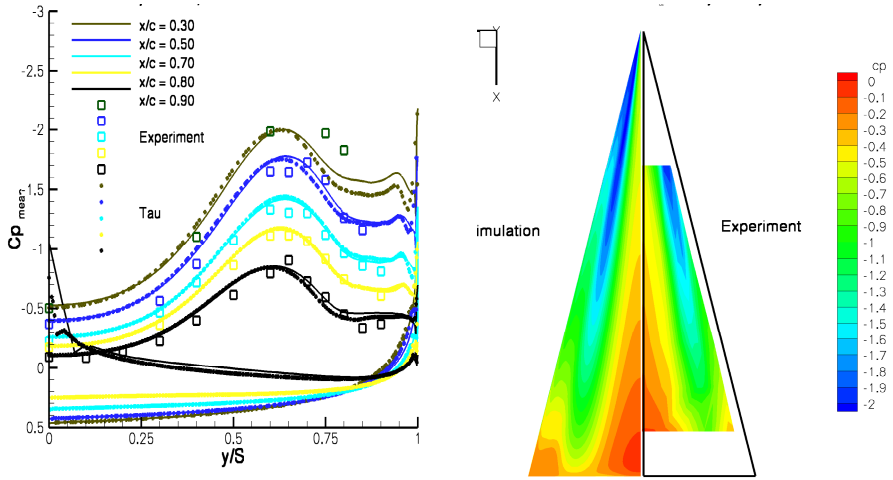 -3
-2.5
-2
-1.5
-1
-0.5
0
0.5
Cp mean
x/c = 0.30
x/c = 0.50
x/c = 0.70
x/c = 0.80
x/c = 0.90
Experiment
Tau
0
0.25
0.5
0.75
1
y/S
Y
X
imulation
Experiment
cp
0
-0.1
-0.2
-0.3
-0.4
-0.5
-0.6
-0.7
-0.8
-0.9
-1
-1.1
-1.2
-1.3
-1.4
-1.5
-1.6
-1.7
-1.8
-1.9
-2